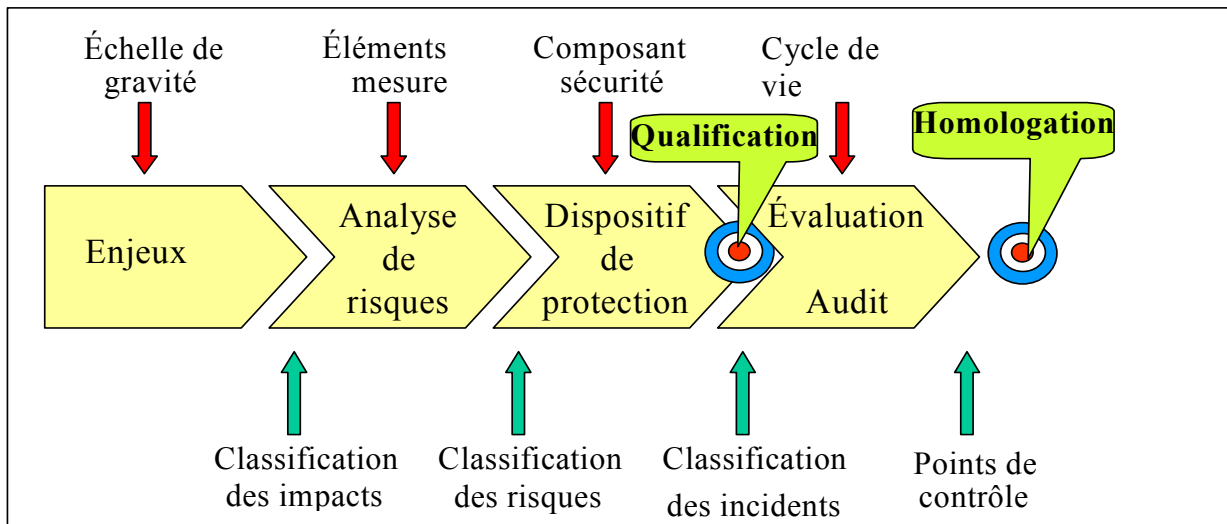 Échelle de
gravité
Éléments
mesure
Composant
sécurité
Cycle de
vie
Qualification
Homologation
Enjeux
Analyse
de
risques
Dispositif
de
protection
Évaluation
Audit
Classification
des impacts
Classification
des risques
Classification
des incidents
Points de
contrôle